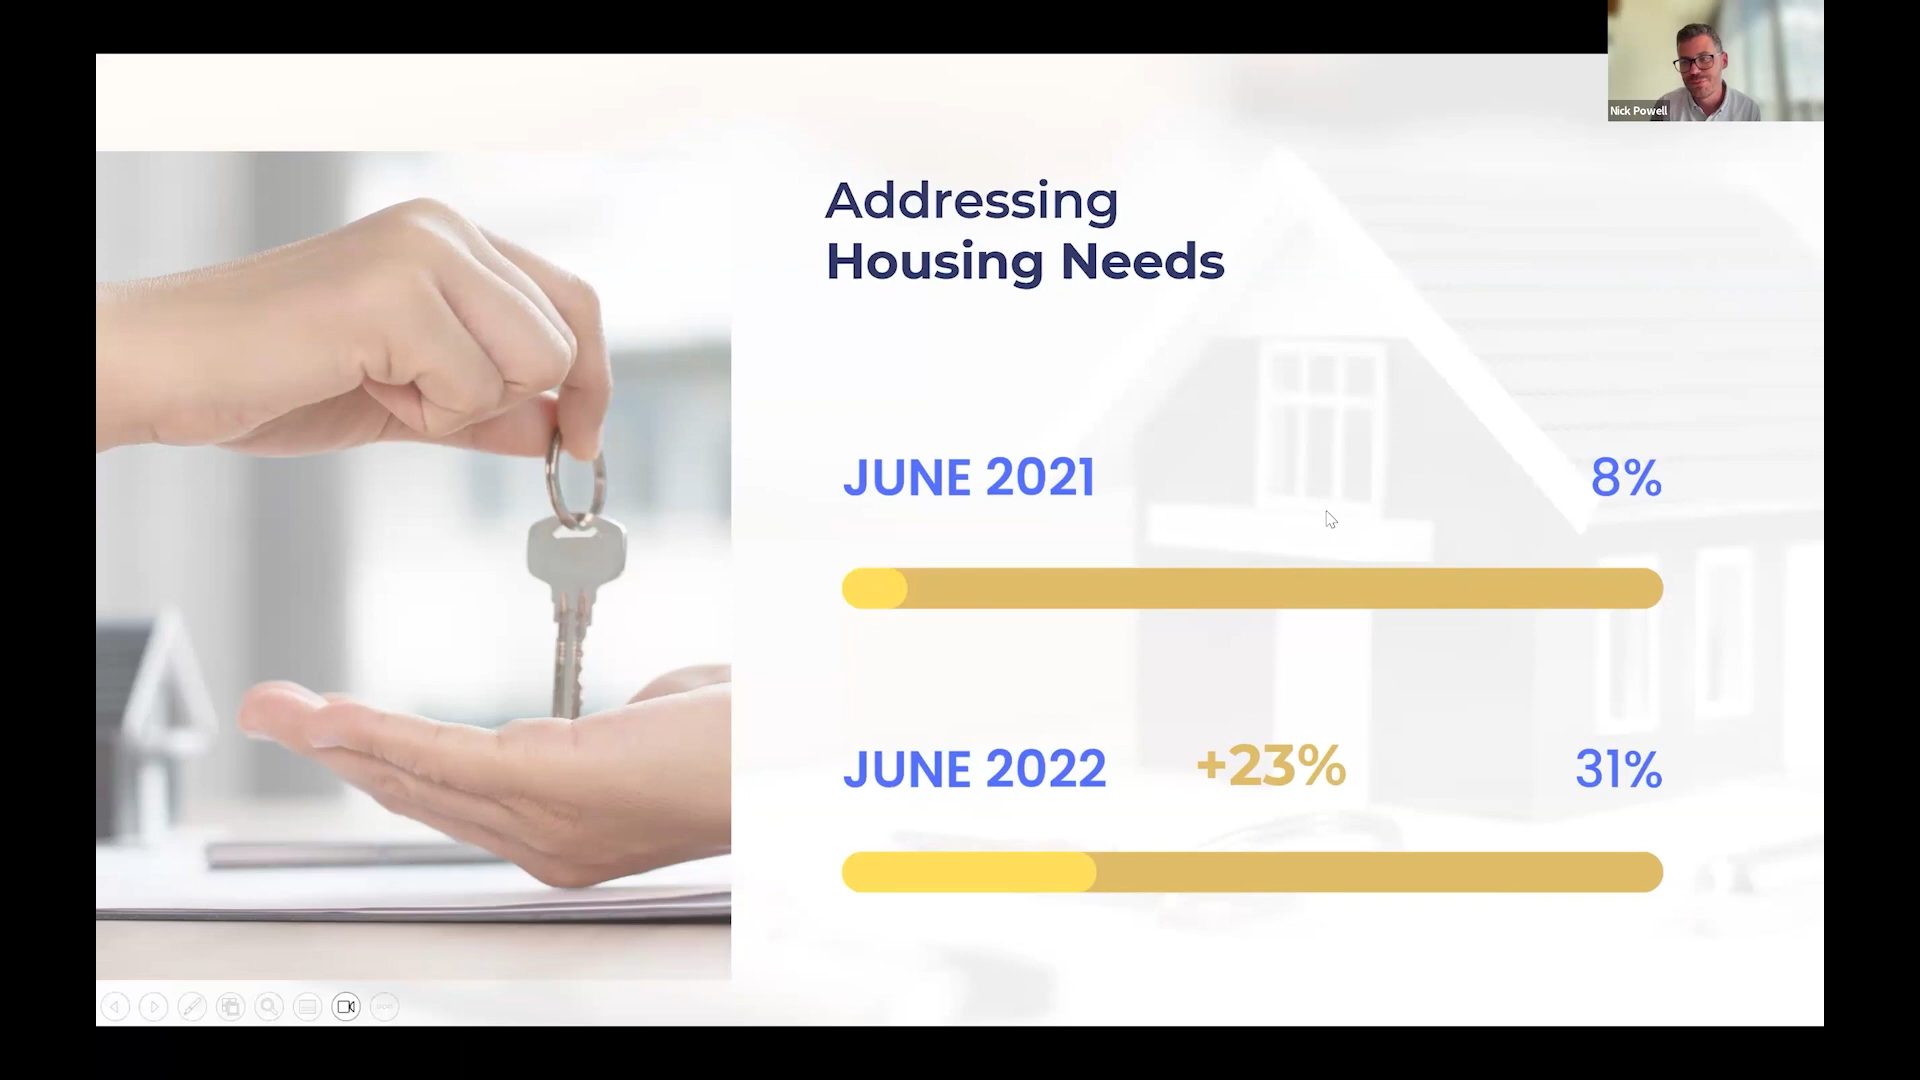 Nick Powell
Addressing
Housing Needs
JUNE 2021
8%
JUNE 2022
+23%
31%